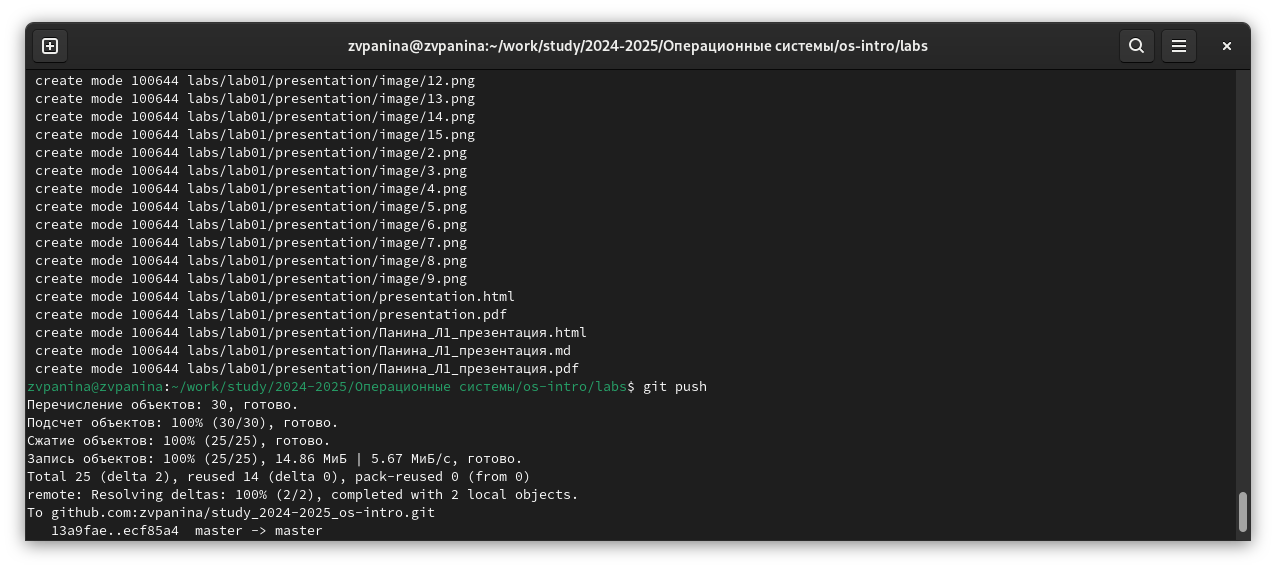 zvpanina@zvpanina:~/work/study/2024-2025/Операционные системы/os-intro/labs
create mode 100644 labs/lab01/presentation/image/12.png
create mode 100644 labs/lab01/presentation/image/13.png
create mode 100644 labs/lab01/presentation/image/14.png
create mode 100644 labs/lab01/presentation/image/15.png
create mode 100644 labs/lab01/presentation/image/2.png
create mode 100644 labs/lab01/presentation/image/3.png
create mode 100644 labs/lab01/presentation/image/4.png
create mode 100644 labs/lab01/presentation/image/5.png
create mode 100644 labs/lab01/presentation/image/6.png
create mode 100644 labs/lab01/presentation/image/7.png
create mode 100644 labs/lab01/presentation/image/8.png
create mode 100644 labs/lab01/presentation/image/9.png
create mode 100644 labs/lab01/presentation/presentation.html
create mode 100644 labs/lab01/presentation/presentation.pdf
create mode 100644 labs/lab01/presentation/Панина_Л1_презентация.html
create mode 100644 labs/lab01/presentation/Панина_Л1_презентация.md
create mode 100644 labs/lab01/presentation/Панина_Л1_презентация.pdf
zvpanina@zvpanina:~/work/study/2024-2025/Операционные системы/os-intro/labs$ git push
Перечисление объектов: 30, готово.
Подсчет объектов: 100% (30/30), готово.
Сжатие объектов: 100% (25/25), готово.
Запись объектов: 100% (25/25), 14.86 МиБ | 5.67 МиБ/с, готово.
Total 25 (delta 2), reused 14 (delta 0), pack-reused 0 (from 0)
remote: Resolving deltas: 100% (2/2), completed with 2 local objects.
To github.com:zvpanina/study_2024-2025_os-intro.git
13a9fae..ecf85a4  master -> master